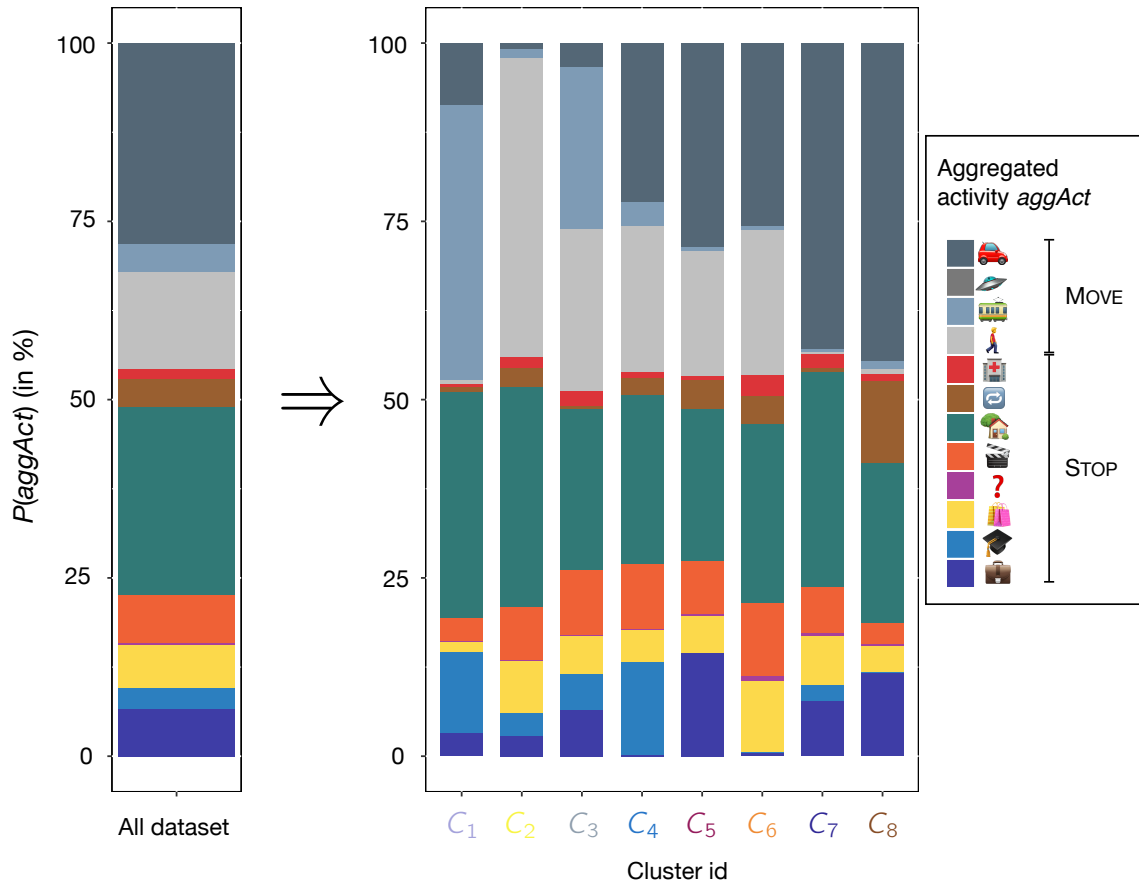 P(aggAct) (in %)
100
75
50
25
0
All dataset
⇒
100
75
50
25
0
C₁ C₂ C₃ C₄ C₅ C₆ C₇ C₈
Cluster id
Aggregated
activity aggAct
MOVE
?
STOP